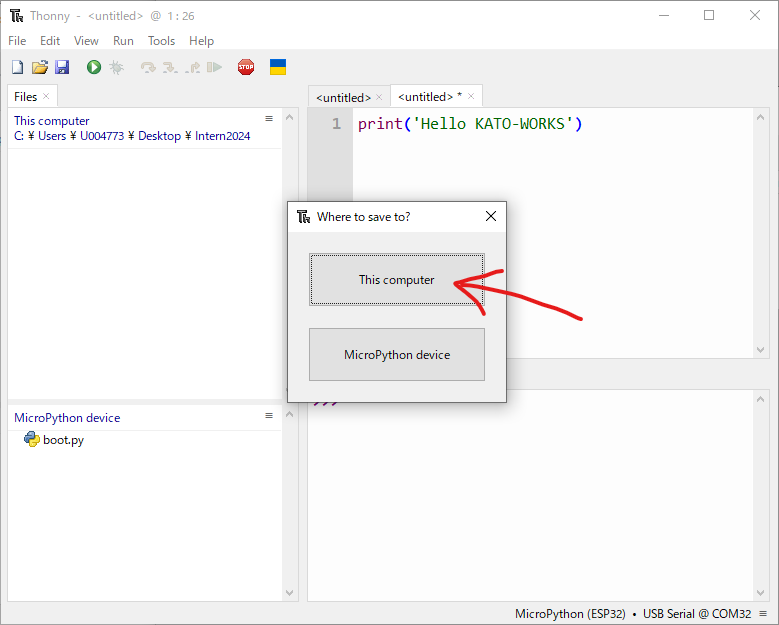 Thonny - <untitled> @ 1:26
File Edit View Run Tools Help
STOP
Files
This computer
C: ¥ Users ¥ U004773 ¥ Desktop ¥ Intern2024
MicroPython device
boot.py
<untitled>
<untitled> *
1 print('Hello KATO-WORKS')
Where to save to?
This computer
MicroPython device
>>>
MicroPython (ESP32) • USB Serial @ COM32